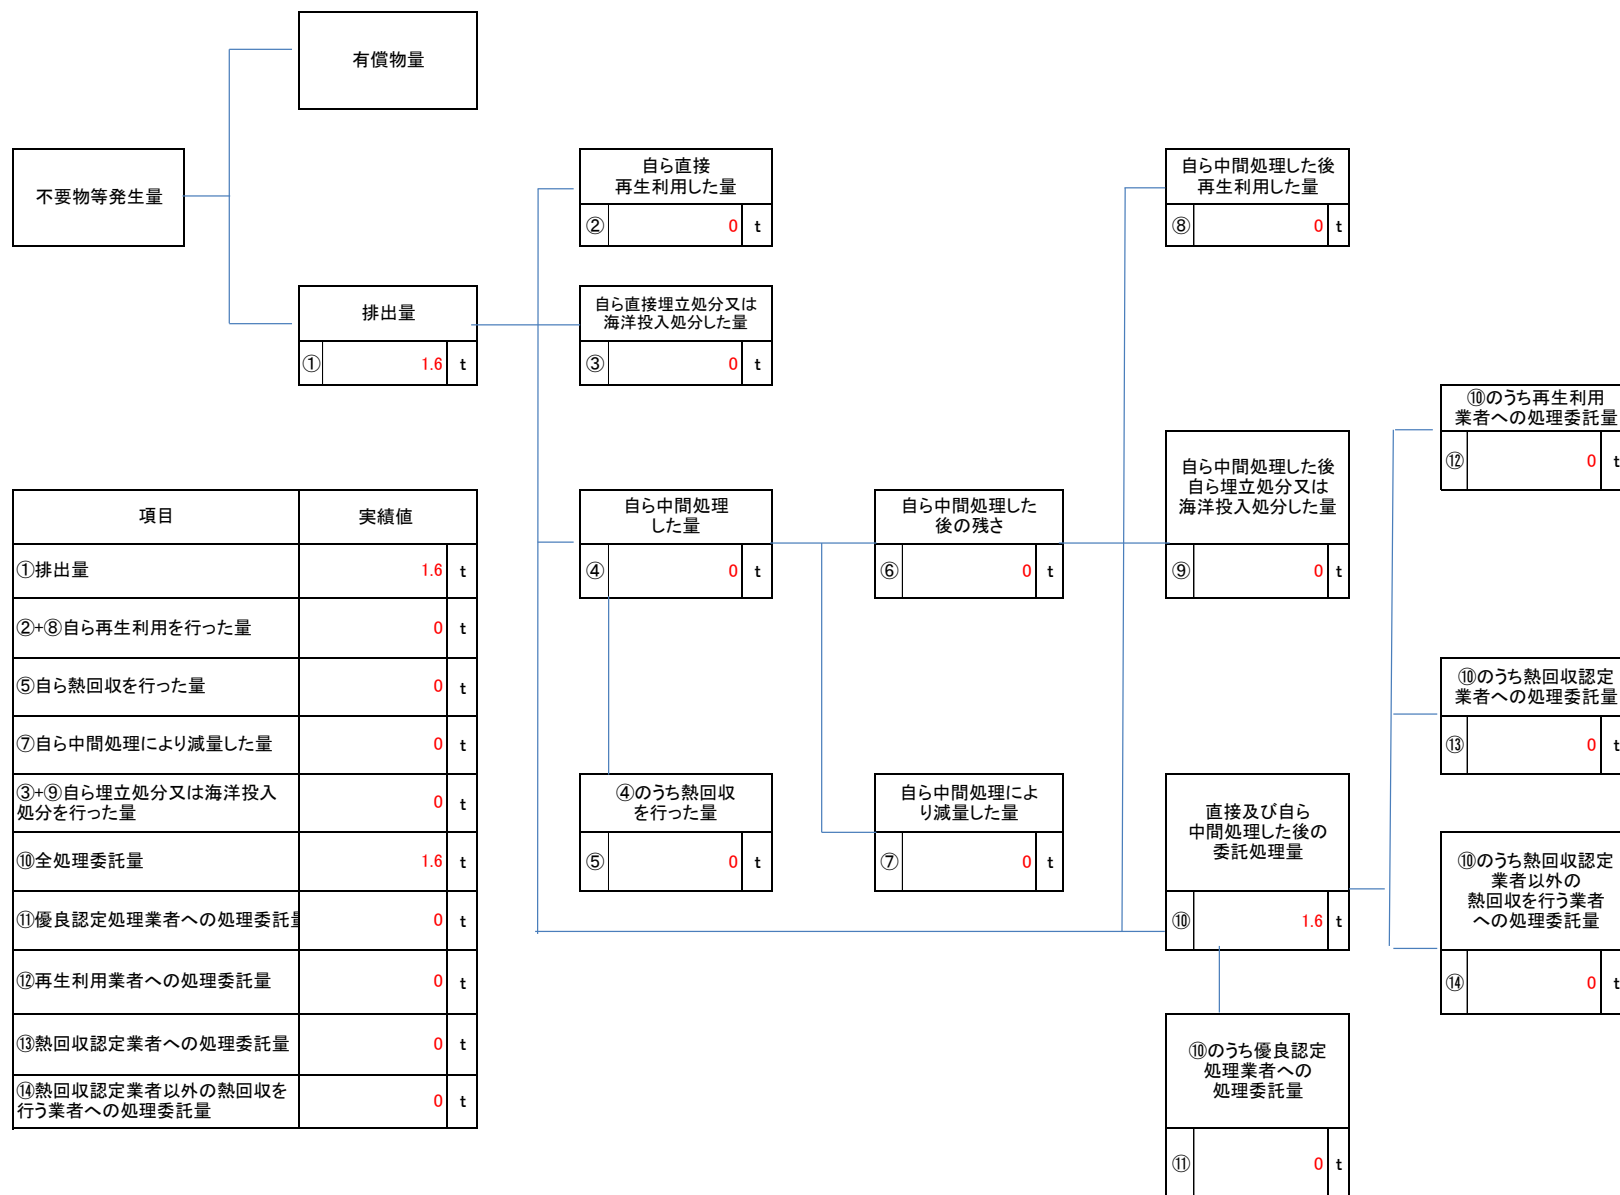 有償物量
不要物等発生量
排出量
① 1.6 t
自ら直接
再生利用した量
② 0 t
自ら直接埋立処分又は
海洋投入処分した量
③ 0 t
自ら中間処理
した量
④ 0 t
④のうち熱回収
を行った量
⑤ 0 t
自ら中間処理した
後の残さ
⑥ 0 t
自ら中間処理によ
り減量した量
⑦ 0 t
自ら中間処理した後
再生利用した量
⑧ 0 t
自ら中間処理した後
自ら埋立処分又は
海洋投入処分した量
⑨ 0 t
直接及び自ら
中間処理した後の
委託処理量
⑩ 1.6 t
⑩のうち優良認定
処理業者への
処理委託量
⑪ 0 t
⑩のうち再生利用
業者への処理委託量
⑫ 0 t
⑩のうち熱回収認定
業者への処理委託量
⑬ 0 t
⑩のうち熱回収認定
業者以外の
熱回収を行う業者
への処理委託量
⑭ 0 t
項目 実績値
①排出量 1.6 t
②+⑧自ら再生利用を行った量 0 t
⑤自ら熱回収を行った量 0 t
⑦自ら中間処理により減量した量 0 t
③+⑨自ら埋立処分又は海洋投入
処分を行った量 0 t
⑩全処理委託量 1.6 t
⑪優良認定処理業者への処理委託量 0 t
⑫再生利用業者への処理委託量 0 t
⑬熱回収認定業者への処理委託量 0 t
⑭熱回収認定業者以外の熱回収を
行う業者への処理委託量 0 t